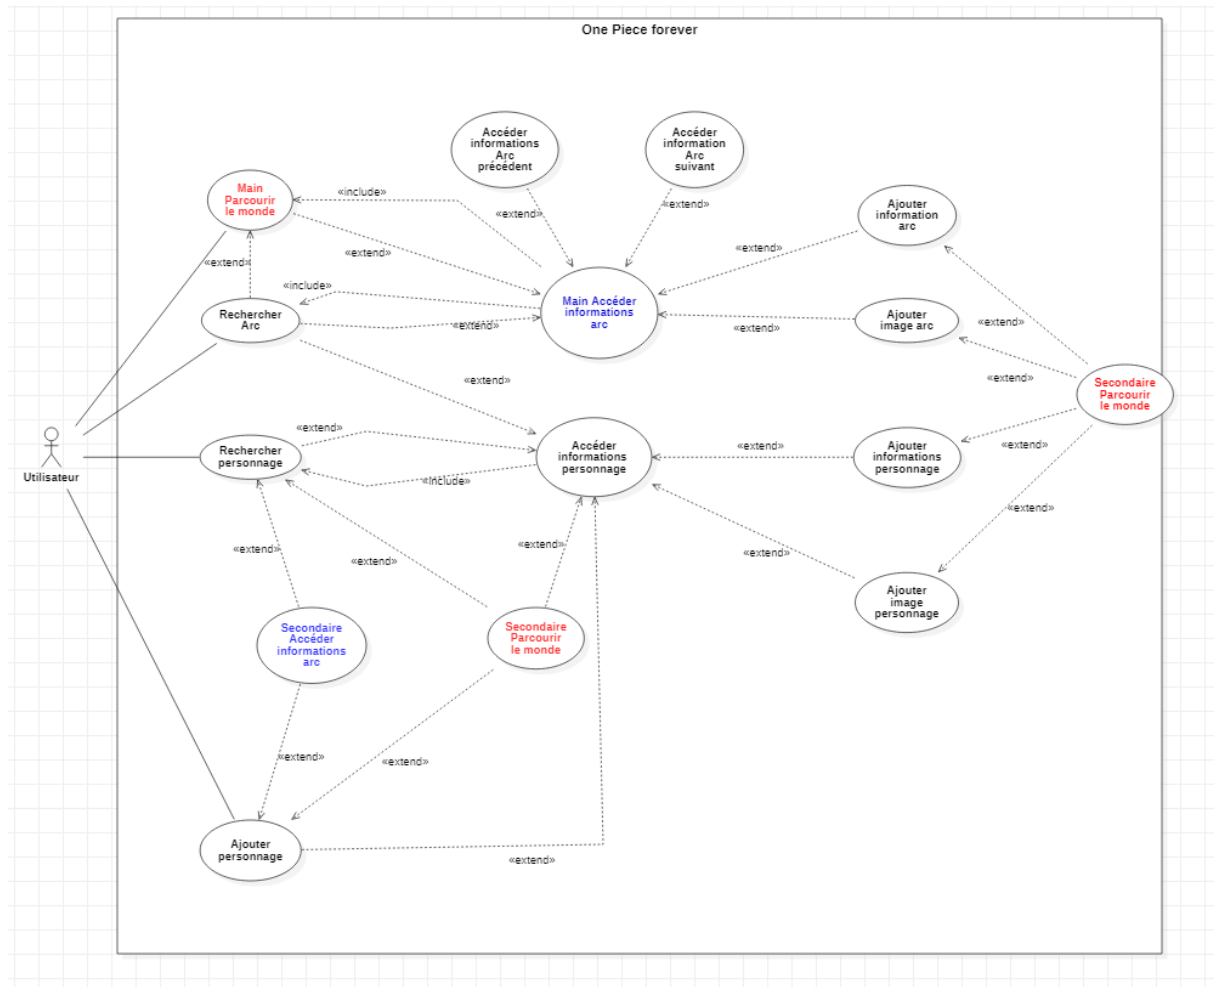 One Piece forever
Accéder
informations
Arc
précédent
Accéder
information
Arc
suivant
Main
Parcourir
le monde
«include»
«extend»
«extend»
Ajouter
information
arc
«extend»
«extend»
«extend»
«include»
Main Accéder
informations
arc
Rechercher
Arc
«extend»
«extend»
Ajouter
image arc
«extend»
«extend»
«extend»
Secondaire
Parcourir
le monde
Utilisateur
Rechercher
personnage
«extend»
«include»
Accéder
informations
personnage
«extend»
Ajouter
informations
personnage
«extend»
«extend»
«extend»
«extend»
«extend»
«extend»
Ajouter
image
personnage
Secondaire
Accéder
informations
arc
Secondaire
Parcourir
le monde
«extend»
«extend»
Ajouter
personnage
«extend»